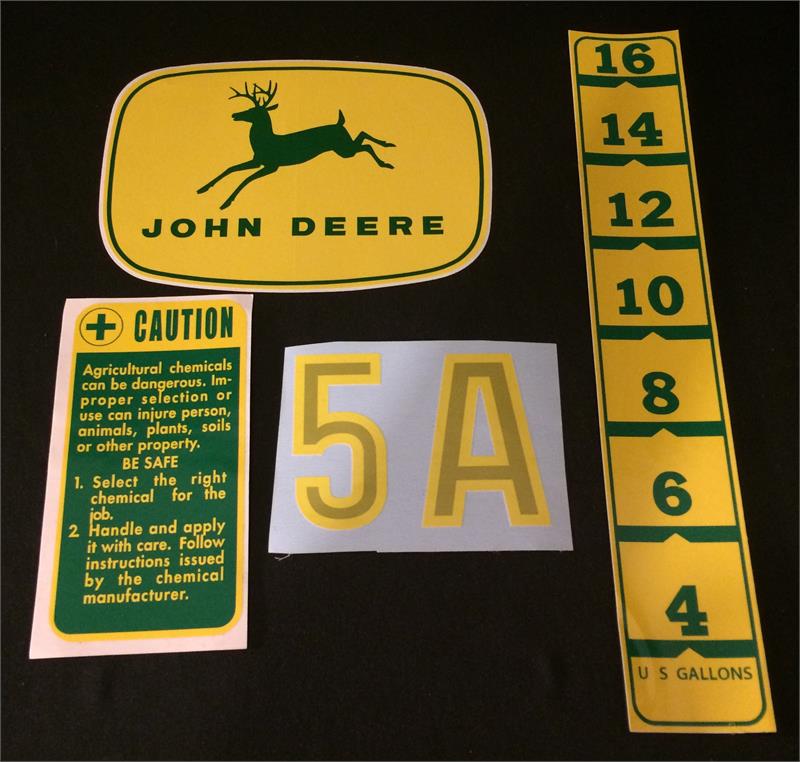 JOHN DEERE
CAUTION
Agricultural chemicals
can be dangerous. Im-
proper selection or
use can injure person,
animals, plants, soils
or other property.
BE SAFE
1. Select the right
chemical for the
job.
2 Handle and apply
it with care. Follow
instructions issued
by the chemical
manufacturer.
5A
16
14
12
10
8
6
4
U S GALLONS